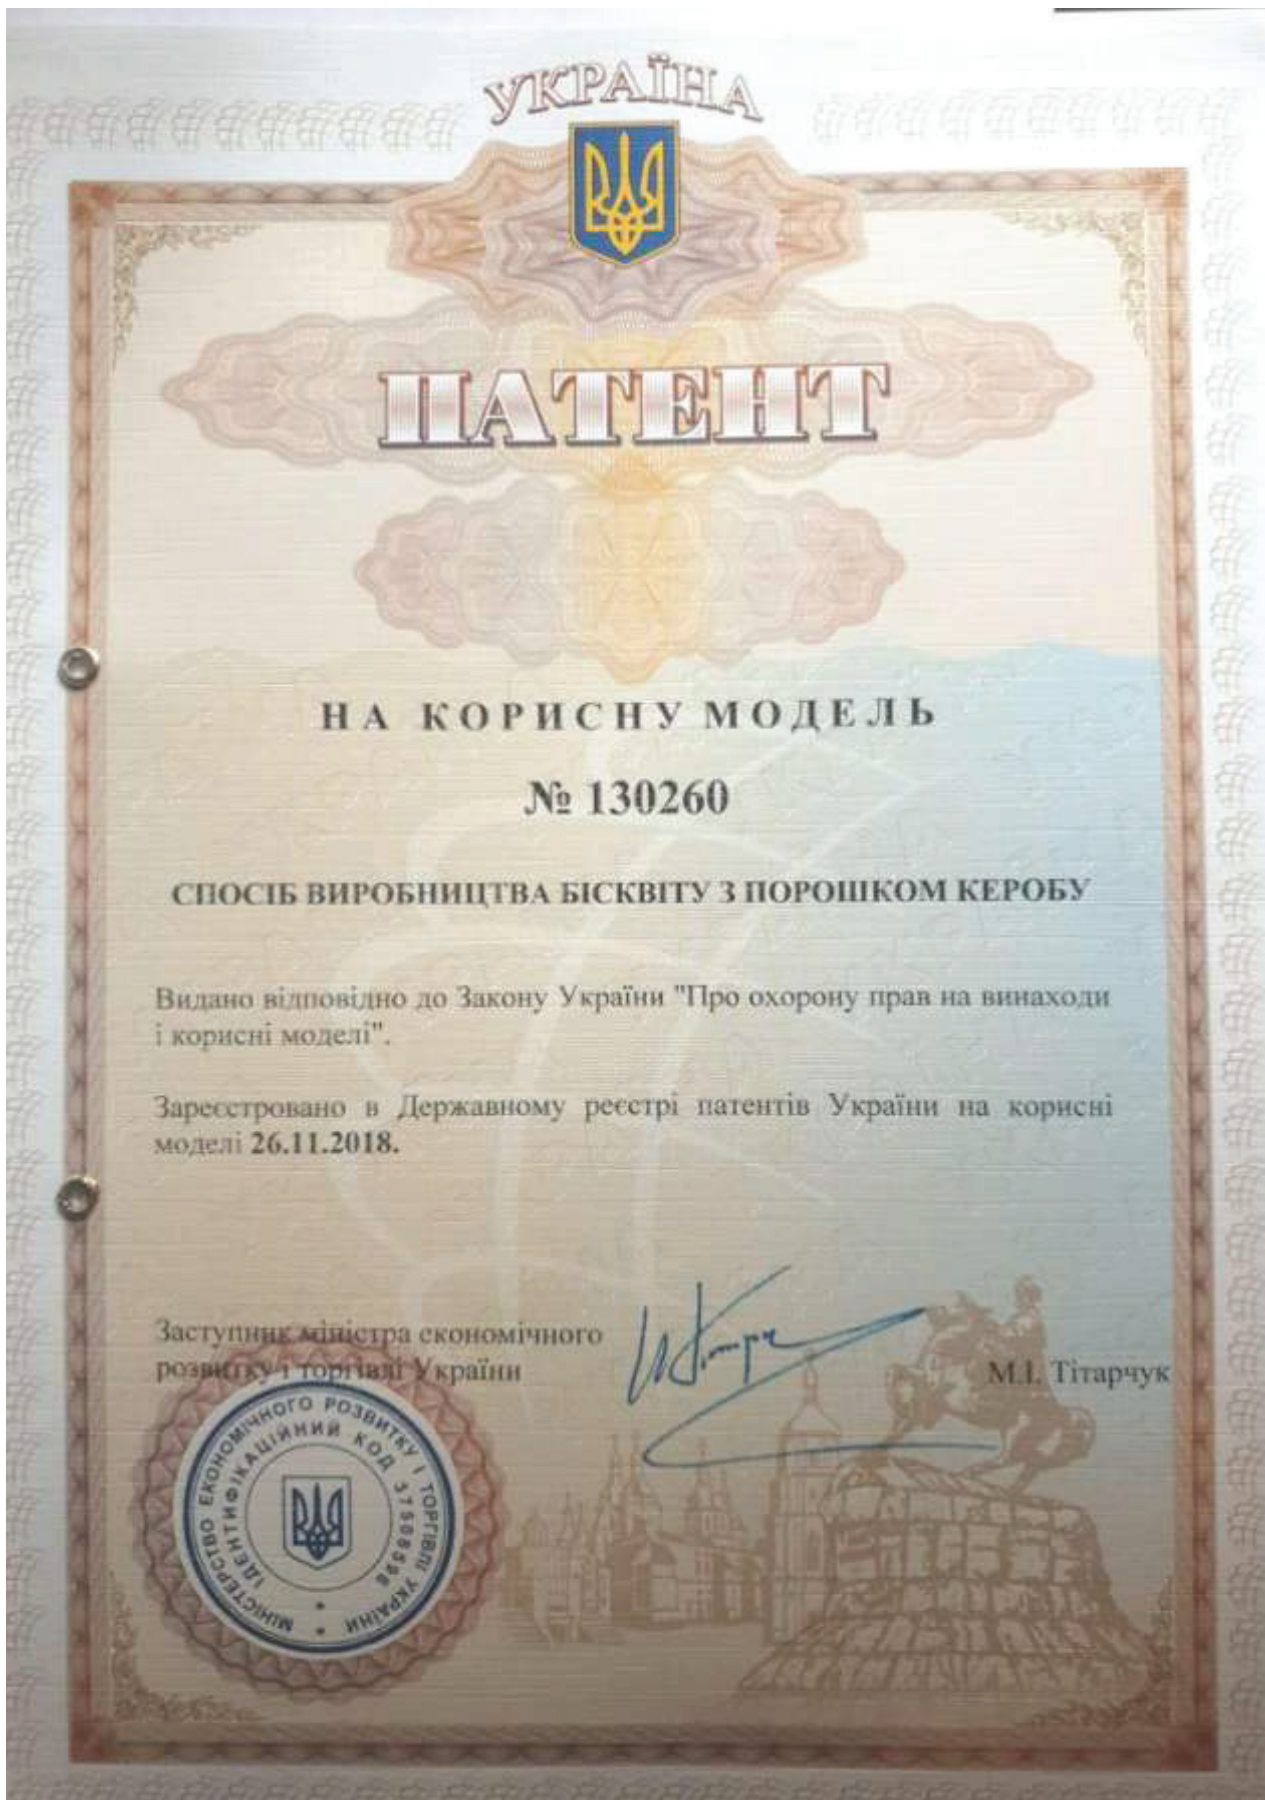 УКРАЇНА
ПАТЕНТ
НА КОРИСНУ МОДЕЛЬ
№ 130260
СПОСІБ ВИРОБНИЦТВА БІСКВІТУ З ПОРОШКОМ КЕРОБУ
Видано відповідно до Закону України "Про охорону прав на винаходи
і корисні моделі".
Зареєстровано в Державному реєстрі патентів України на корисні
моделі 26.11.2018.
Заступник міністра економічного
розвитку і торгівлі України
М.І. Тітарчук
МІНІСТЕРСТВО ЕКОНОМІЧНОГО РОЗВИТКУ І ТОРГІВЛІ УКРАЇНИ
ІДЕНТИФІКАЦІЙНИЙ КОД 37508596